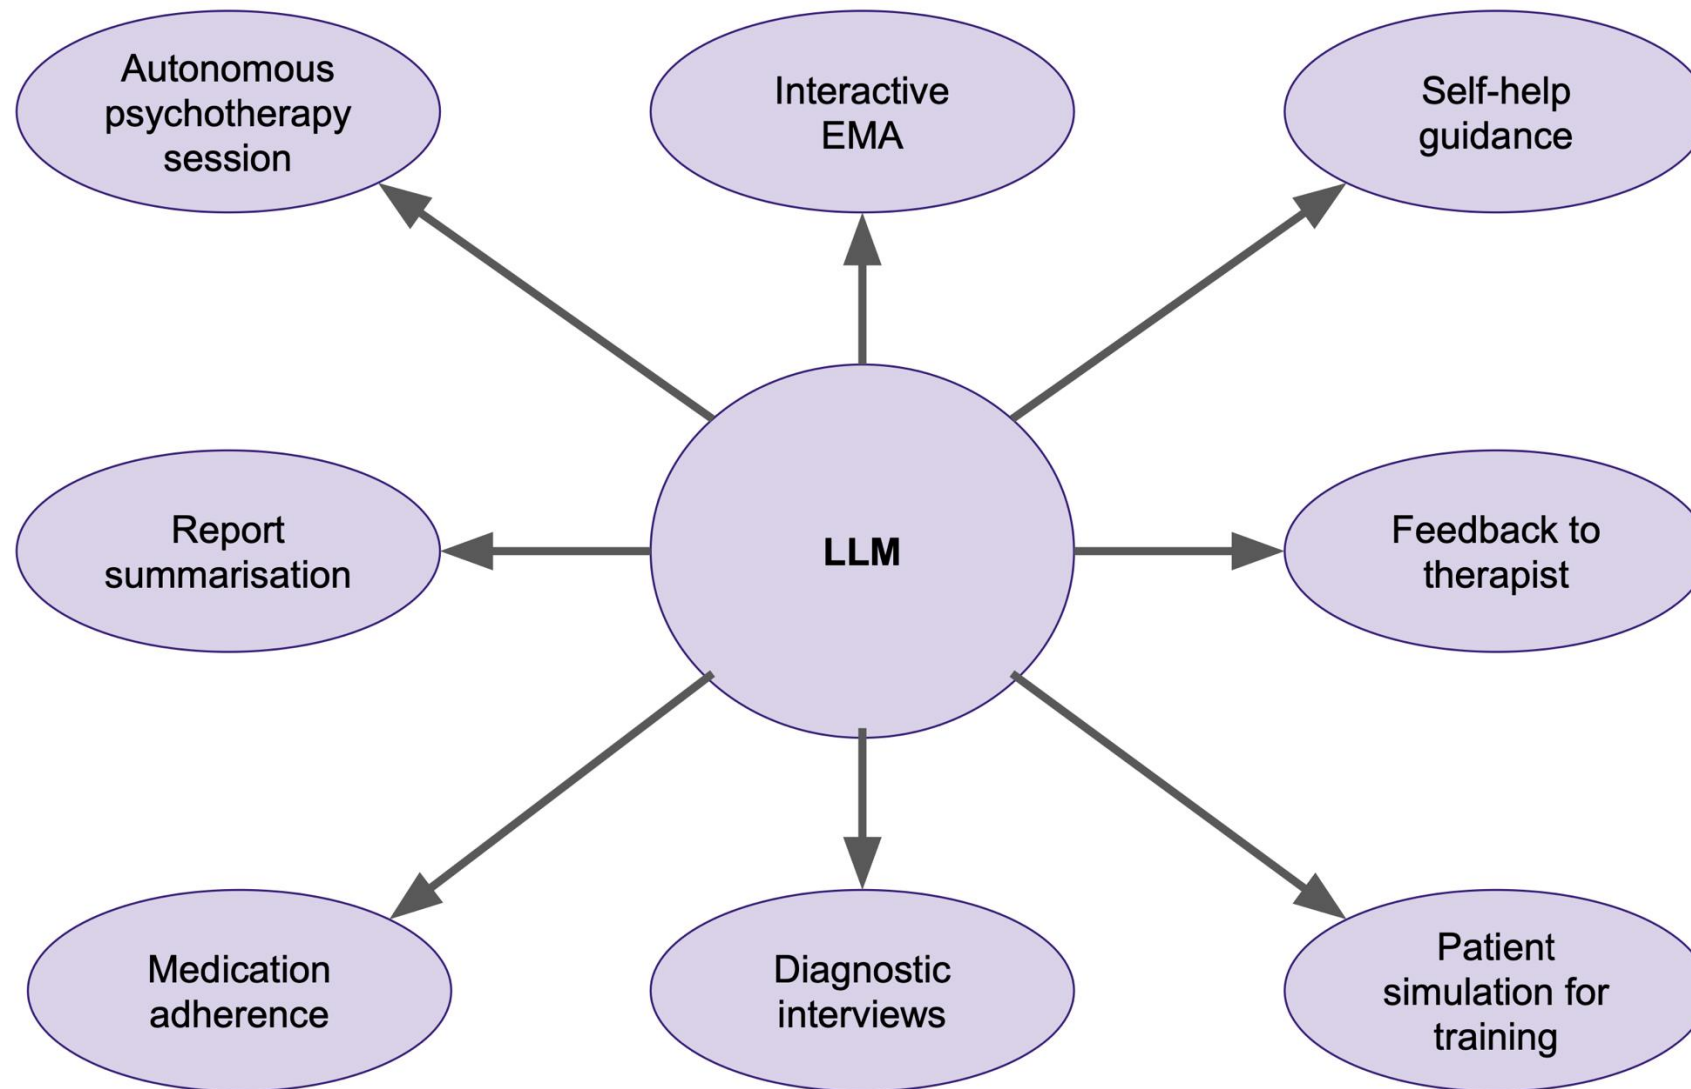 Autonomous
psychotherapy
session
Interactive
EMA
Self-help
guidance
Report
summarisation
LLM
Feedback to
therapist
Medication
adherence
Diagnostic
interviews
Patient
simulation for
training